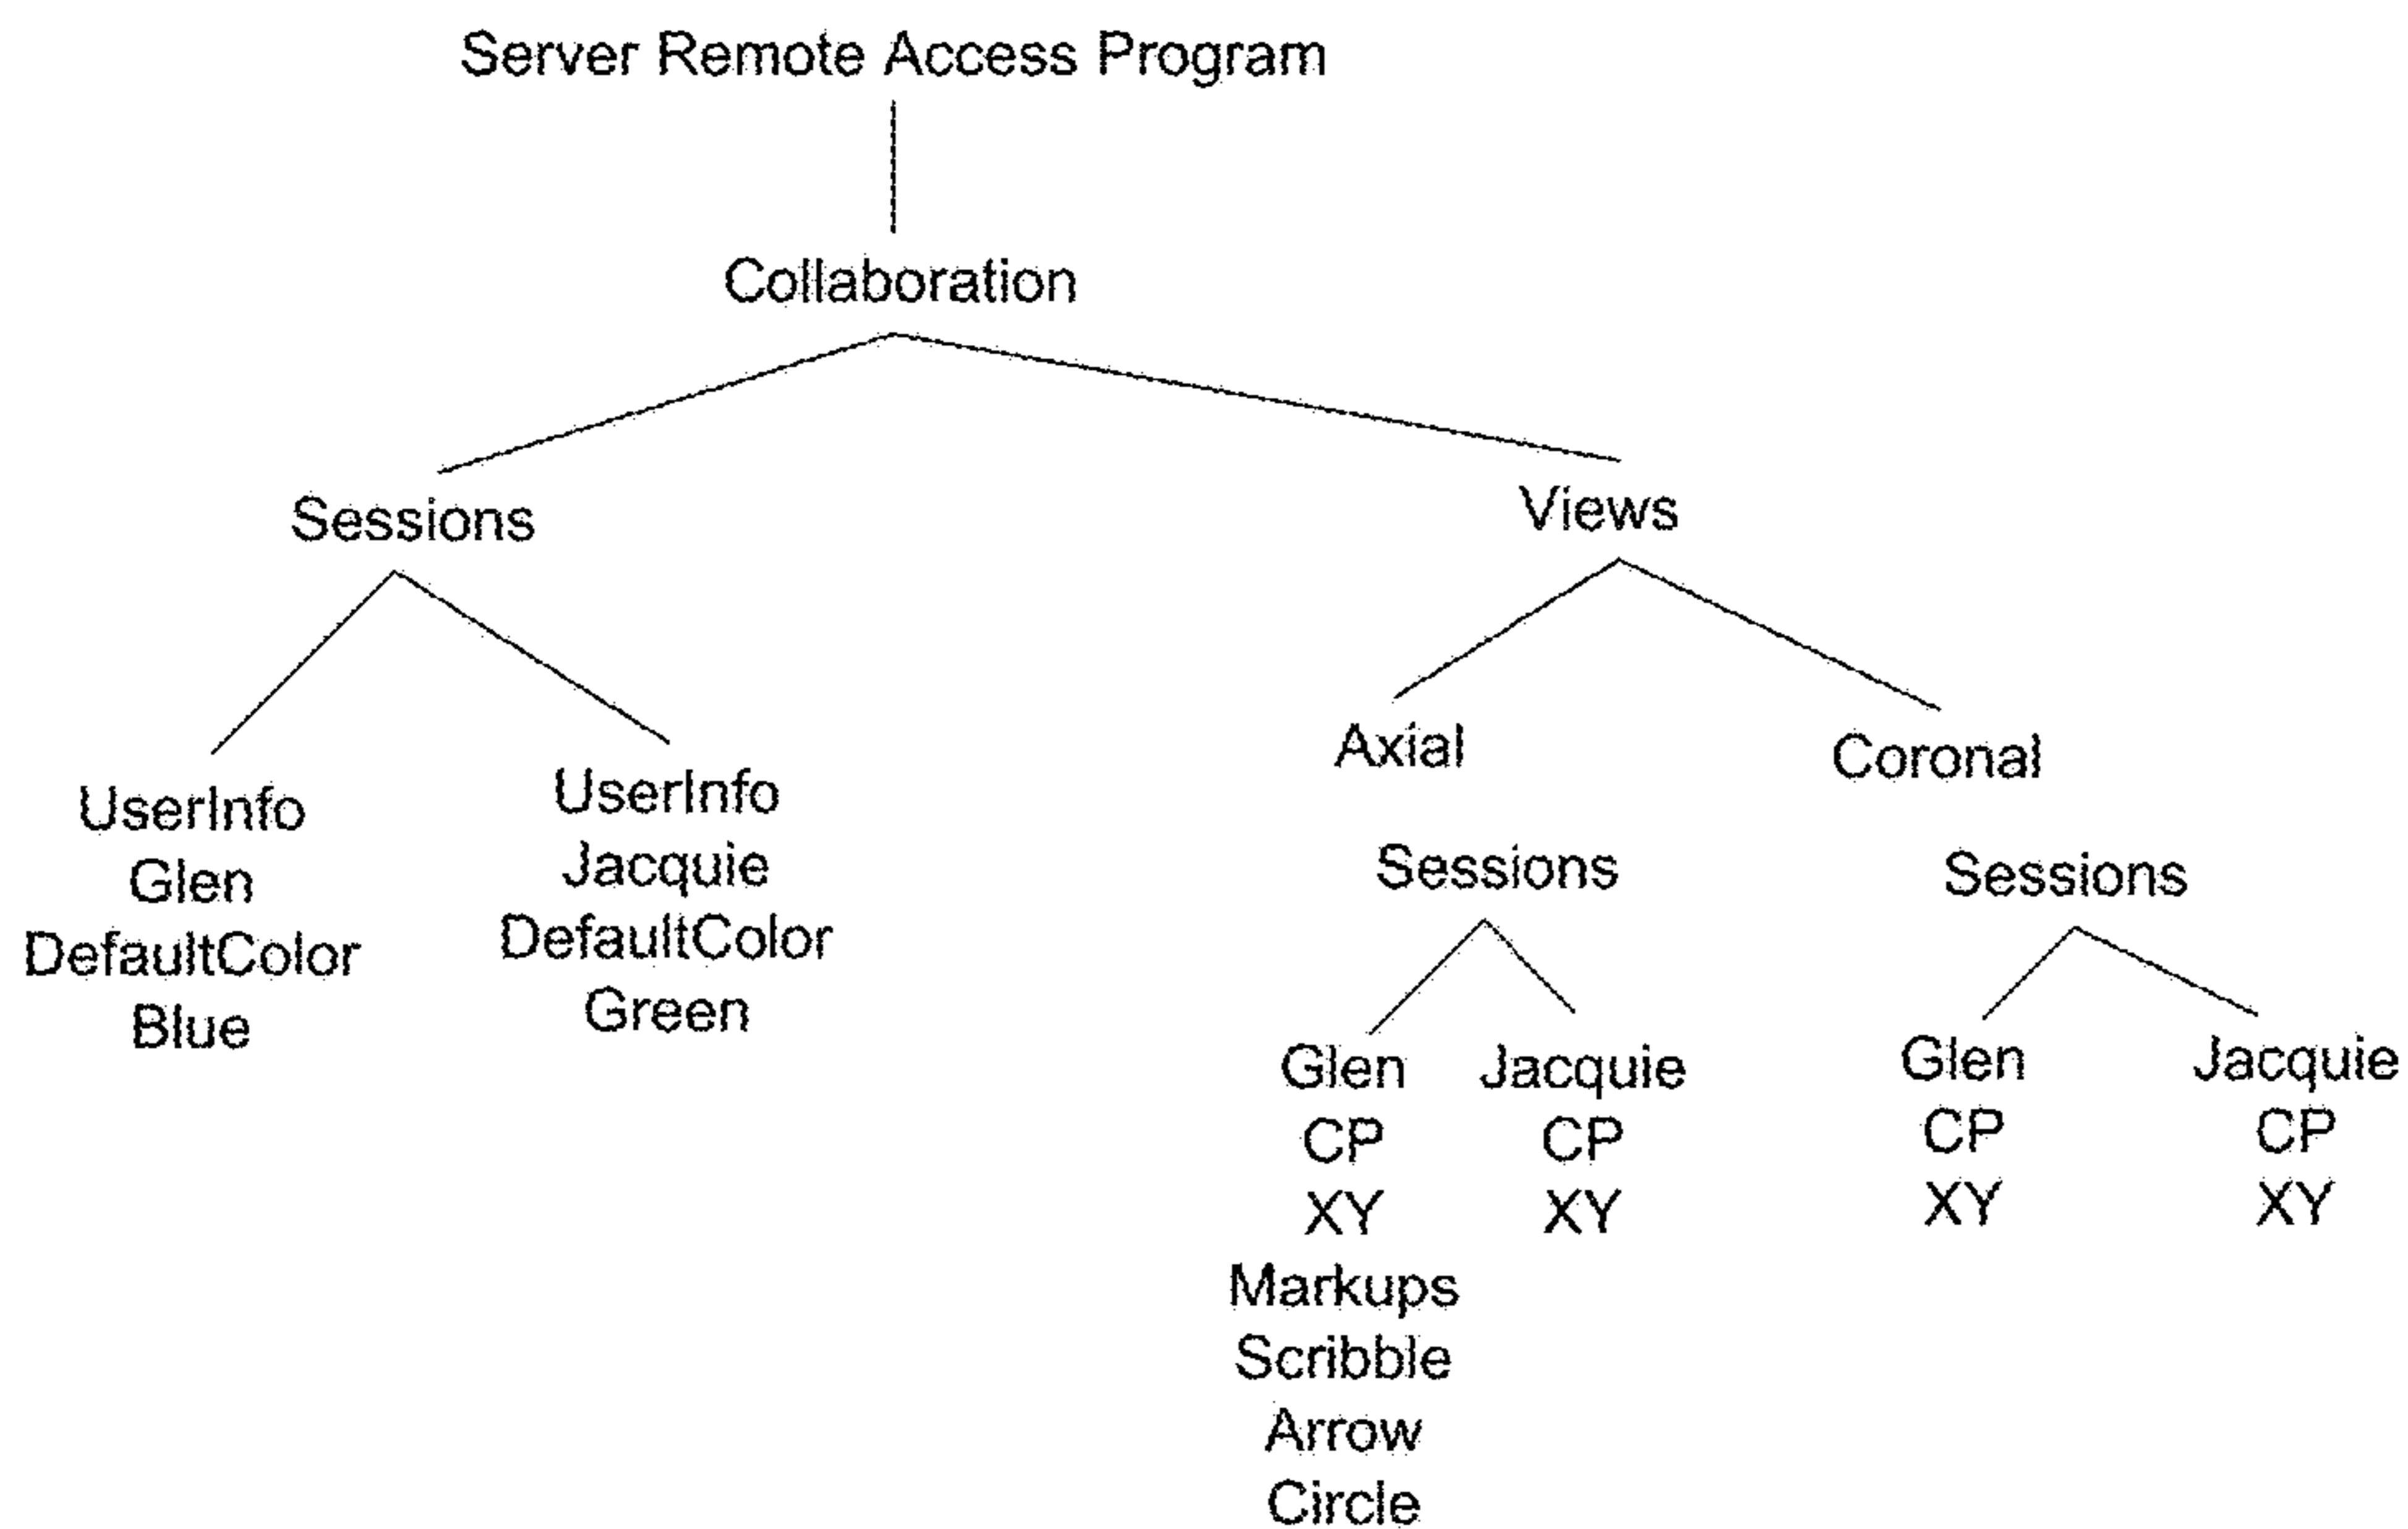 Server Remote Access Program
Collaboration
Sessions
Views
UserInfo
Glen
DefaultColor
Blue
UserInfo
Jacquie
DefaultColor
Green
Axial
Sessions
Glen
CP
XY
Markups
Scribble
Arrow
Circle
Jacquie
CP
XY
Coronal
Sessions
Glen
CP
XY
Jacquie
CP
XY